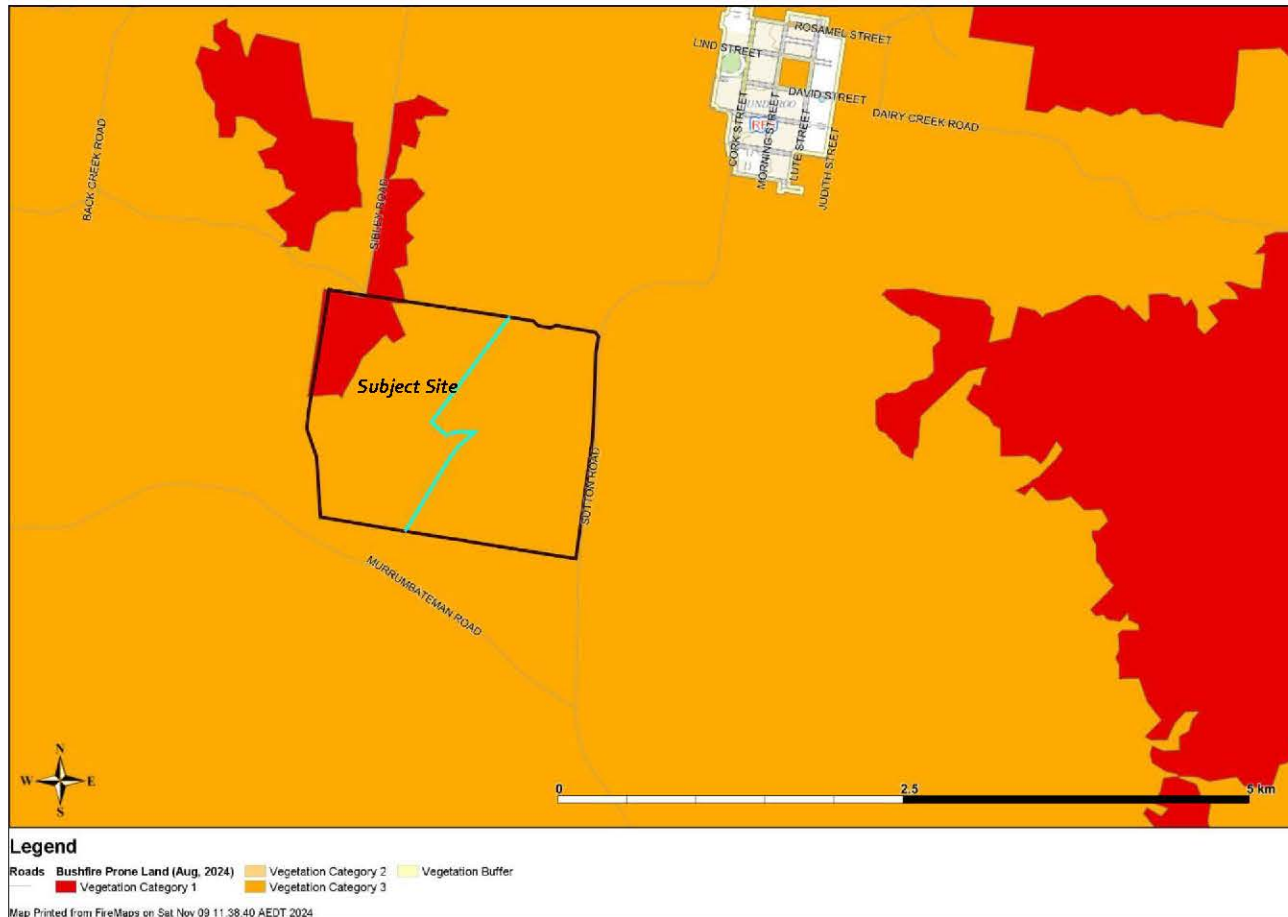 ROSAMEL STREET
LIND STREET
DAVID STREET
UNDAROO
RF
DAIRY CREEK ROAD
CORK STREET
MORNING STREET
LUTE STREET
JUDITH STREET
BACK CREEK ROAD
SIBLEY ROAD
Subject Site
SUTTON ROAD
MURRUMBATEMAN ROAD
N
W E
S
0 2.5 5 km
Legend
Roads Bushfire Prone Land (Aug, 2024) Vegetation Category 2 Vegetation Buffer
Vegetation Category 1 Vegetation Category 3
Map Printed from FireMaps on Sat Nov 09 11.38.40 AEDT 2024